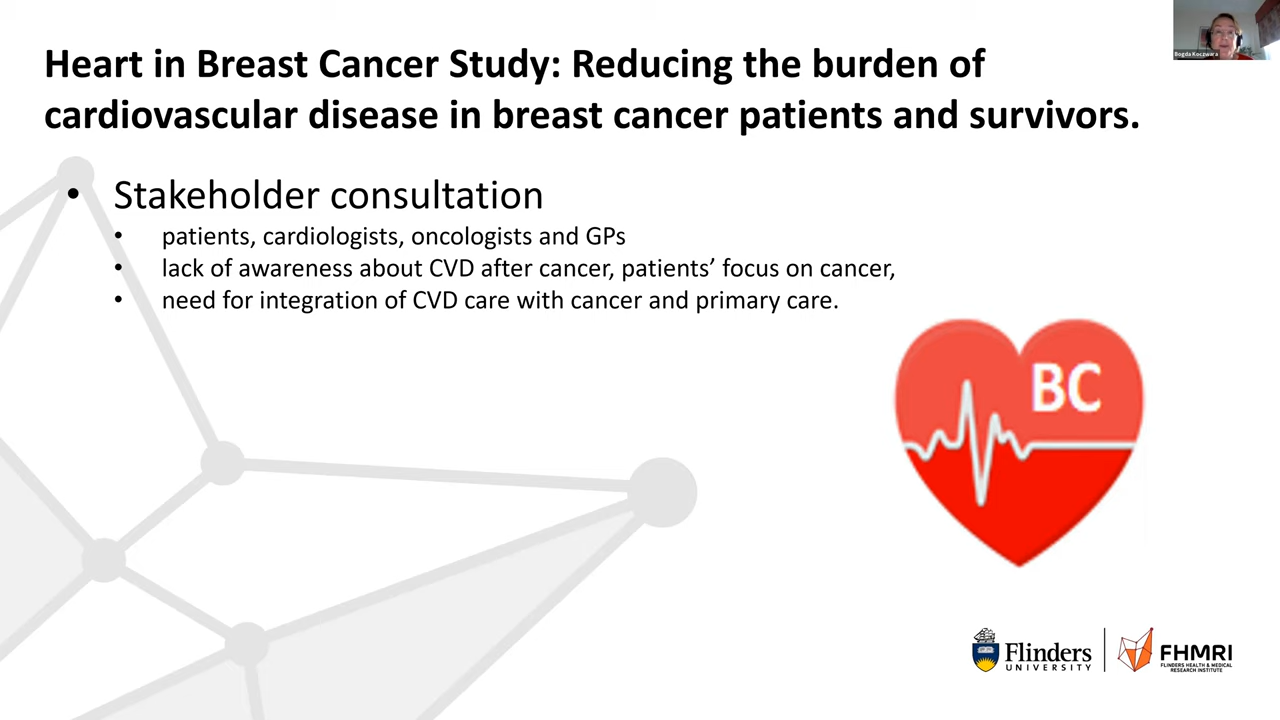 Heart in Breast Cancer Study: Reducing the burden of
cardiovascular disease in breast cancer patients and survivors.
Bogda Koczwara
• Stakeholder consultation
• patients, cardiologists, oncologists and GPs
• lack of awareness about CVD after cancer, patients’ focus on cancer,
• need for integration of CVD care with cancer and primary care.
BC
Flinders
UNIVERSITY
FHMRI
FLINDERS HEALTH & MEDICAL
RESEARCH INSTITUTE